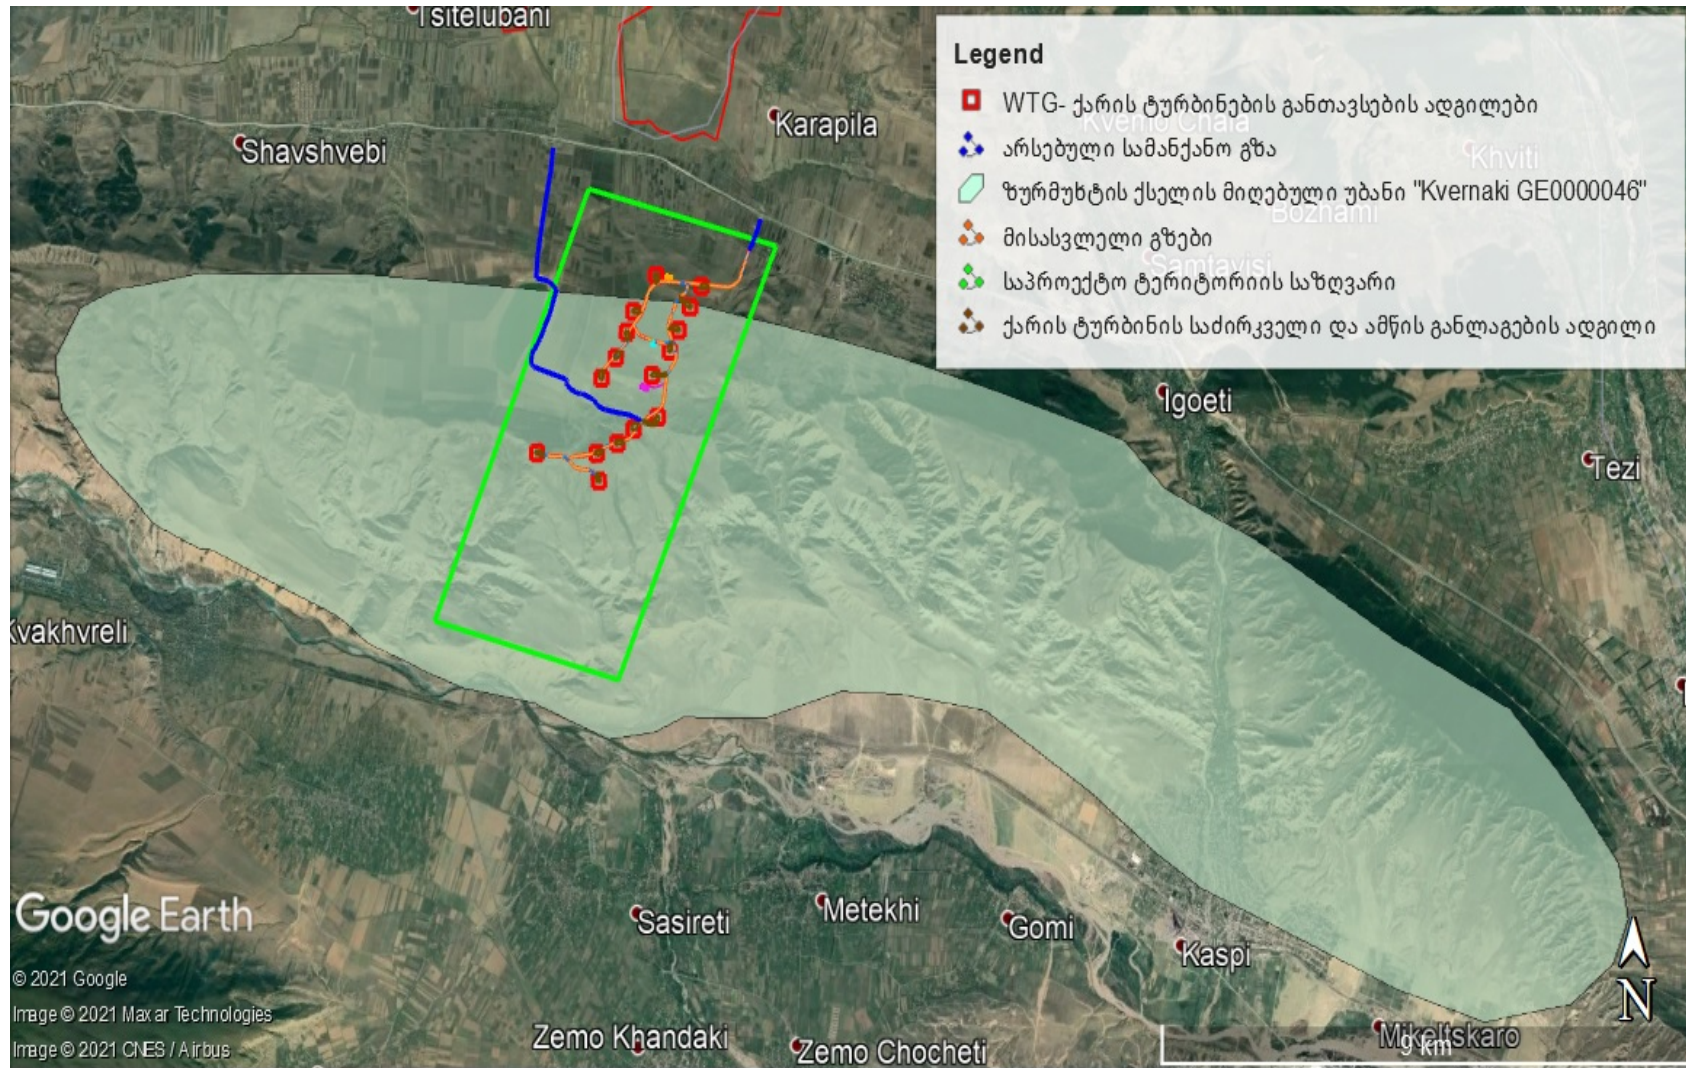 Tsitelubani
Legend
WTG- ქარის ტურბინების განთავსების ადგილები
Karapila
Kvemo Chala
Shavshvebi
არსებული სამანქანო გზა
Khviti
ზურმუხტის ქსელის მიღებული უბანი "Kvernaki GE0000046"
Bozhami
მისასვლელი გზები
Samtavisi
საპროექტო ტერიტორიის საზღვარი
ქარის ტურბინის საძირკველი და ამწის განლაგების ადგილი
Igoeti
Tezi
Kvakhvreli
Google Earth
Sasireti
Metekhi
Gomi
Kaspi
© 2021 Google
N
Image © 2021 Maxar Technologies
Zemo Khandaki
Mikeltskaro
Image © 2021 CNES / Airbus
Zemo Chocheti
9 km